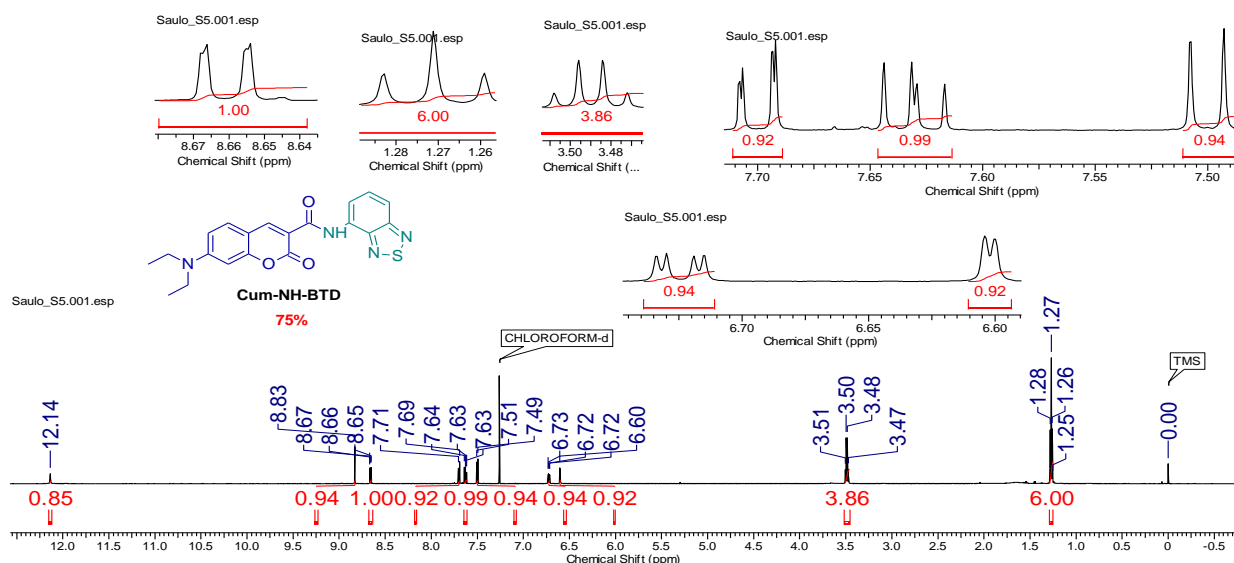 Saulo_S5.001.esp
1.00
8.67 8.66 8.65 8.64
Chemical Shift (ppm)
Saulo_S5.001.esp
6.00
1.28 1.27 1.26
Chemical Shift (ppm)
Saulo_S5.001.esp
3.86
3.50 3.48
Chemical Shift (...
Saulo_S5.001.esp
0.92 0.99 0.94
7.70 7.65 7.60 7.55 7.50
Chemical Shift (ppm)
O
NH
N
S
N
N
O
O
Cum-NH-BTD
75%
Saulo_S5.001.esp
0.94 0.92
6.70 6.65 6.60
Chemical Shift (ppm)
Saulo_S5.001.esp
CHLOROFORM-d
TMS
12.14
8.83
8.67
8.66
8.65
7.71
7.69
7.64
7.63
7.63
7.51
7.49
6.73
6.72
6.72
6.60
3.51
3.50
3.48
3.47
1.28
1.27
1.26
1.25
0.00
0.85 0.94 1.00 0.92 0.99 0.94 0.94 0.92 3.86 6.00
12.0 11.5 11.0 10.5 10.0 9.5 9.0 8.5 8.0 7.5 7.0 6.5 6.0 5.5 5.0 4.5 4.0 3.5 3.0 2.5 2.0 1.5 1.0 0.5 0 -0.5
Chemical Shift (ppm)